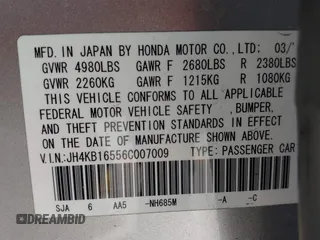 MFD. IN JAPAN BY HONDA MOTOR CO.,LTD. 03/
GVWR 4980LBS GAWR F 2680LBS R 2380LBS
GVWR 2260KG GAWR F 1215KG R 1080KG
THIS VEHICLE CONFORMS TO ALL APPLICABLE
FEDERAL MOTOR VEHICLE SAFETY , BUMPER,
AND THEFT PREVENTION STANDARDS IN EFFECT
ON THE DATE OF MANUFACTURE SHOWN ABOVE.
V.I.N:JH4KB16556C007009 TYPE:PASSENGER CAR
SJA 6 AA5 -NH685M -A -C
DREAMBID